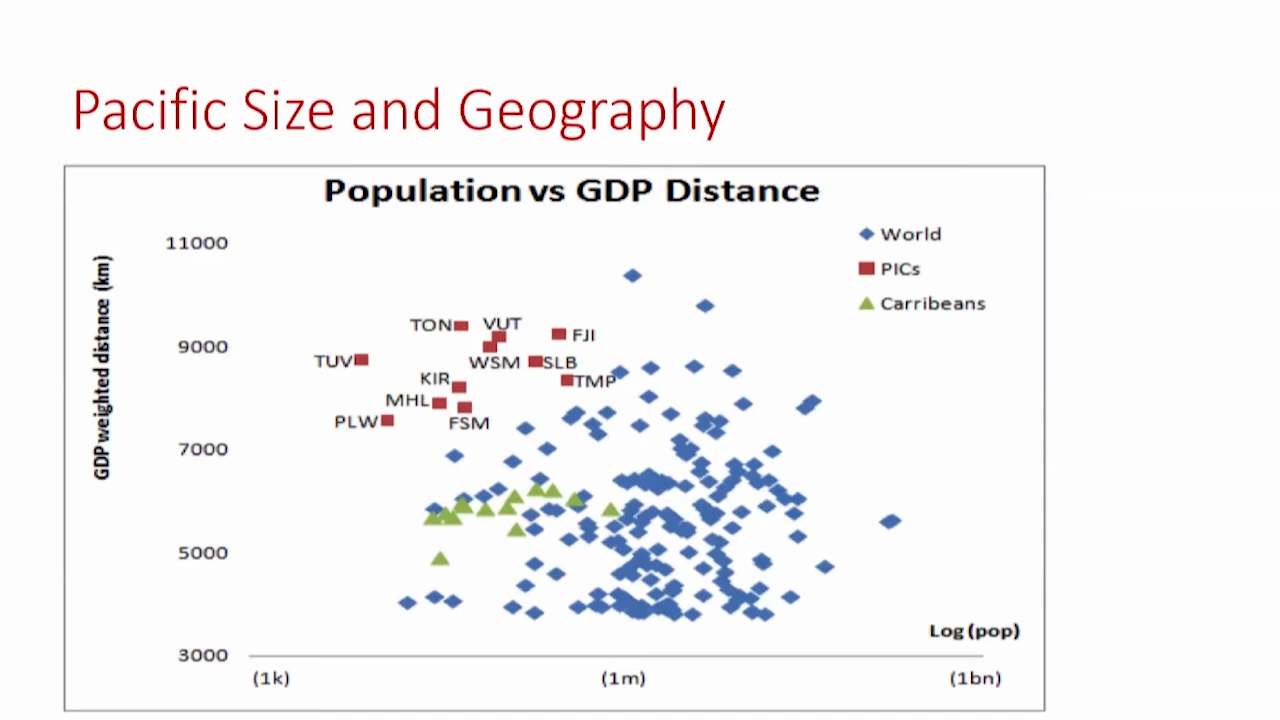 Pacific Size and Geography
Population vs GDP Distance
GDP weighted distance (km)
11000
9000
7000
5000
3000
World
PICs
Carribeans
TON
VUT
FJI
TUV
WSM
SLB
KIR
TMP
MHL
PLW
FSM
Log (pop)
(1k)
(1m)
(1bn)